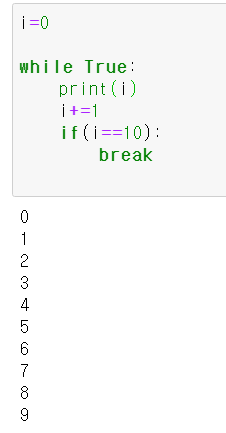 i=0
while True:
    print(i)
    i+=1
    if(i==10):
        break
0
1
2
3
4
5
6
7
8
9